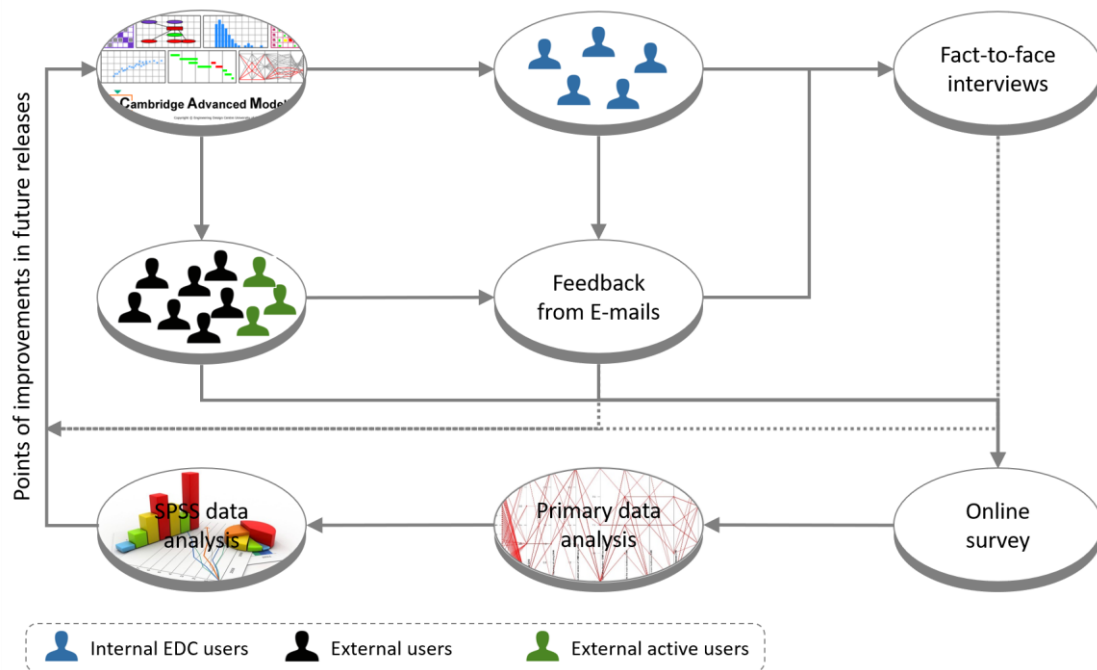 Cambridge Advanced Model
Fact-to-face
interviews
Points of improvements in future releases
Feedback
from E-mails
SPSS data
analysis
Primary data
analysis
Online
survey
Internal EDC users
External users
External active users